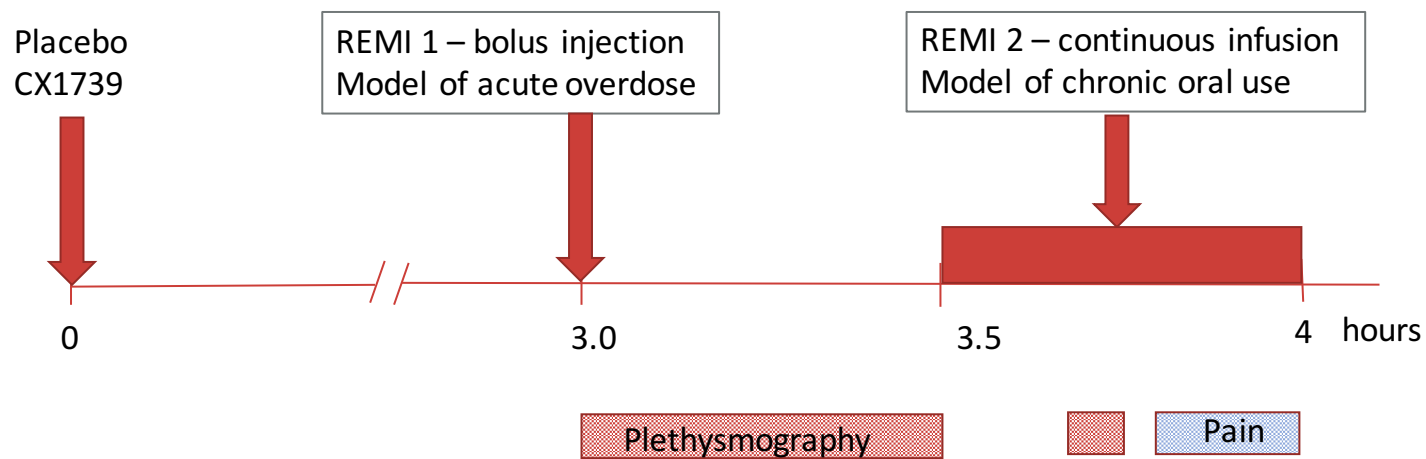 Placebo
CX1739
REMI 1 – bolus injection
Model of acute overdose
REMI 2 – continuous infusion
Model of chronic oral use
0
3.0
3.5
4
hours
Plethysmography
Pain